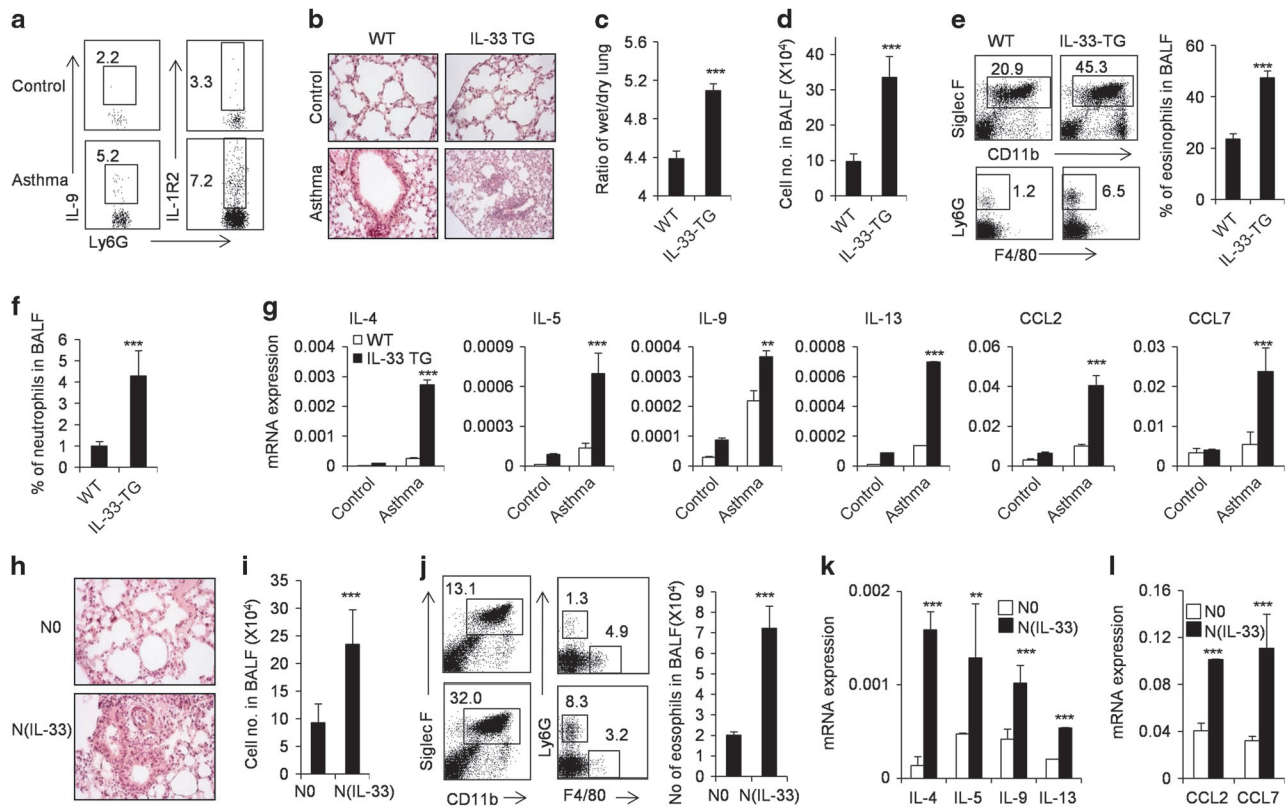 a
2.2
3.3
Control
5.2
7.2
Asthma
IL-9
IL-1R2
Ly6G
b
WT
IL-33 TG
Control
Asthma
c
Ratio of wet/dry lung
5.6
5.2
4.8
4.4
4
***
WT
IL-33-TG
d
Cell no. in BALF (X10⁴)
40
30
20
10
0
***
WT
IL-33-TG
e
WT
IL-33-TG
20.9
45.3
Siglec F
CD11b
1.2
6.5
Ly6G
F4/80
% of eosinophils in BALF
60
40
20
0
***
WT
IL-33-TG
f
% of neutrophils in BALF
6
5
4
3
2
1
0
***
WT
IL-33-TG
g
mRNA expression
IL-4
WT
IL-33 TG
0.004
0.003
0.002
0.001
0
***
Control
Asthma
IL-5
0.0009
0.0006
0.0003
0
***
Control
Asthma
IL-9
0.0004
0.0003
0.0002
0.0001
0
**
Control
Asthma
IL-13
0.0008
0.0006
0.0004
0.0002
0
***
Control
Asthma
CCL2
0.06
0.04
0.02
0
***
Control
Asthma
CCL7
0.03
0.02
0.01
0
***
Control
Asthma
h
N0
N(IL-33)
i
Cell no. in BALF (X10⁴)
35
30
25
20
15
10
5
0
***
N0
N(IL-33)
j
13.1
32.0
Siglec F
CD11b
1.3
4.9
8.3
3.2
Ly6G
F4/80
No of eosophils in BALF(X10⁴)
9
8
7
6
5
4
3
2
1
0
***
N0
N(IL-33)
k
mRNA expression
0.002
0.001
0.000
N0
N(IL-33)
***
**
***
***
IL-4
IL-5
IL-9
IL-13
l
mRNA expression
0.16
0.12
0.08
0.04
0
N0
N(IL-33)
***
***
CCL2
CCL7